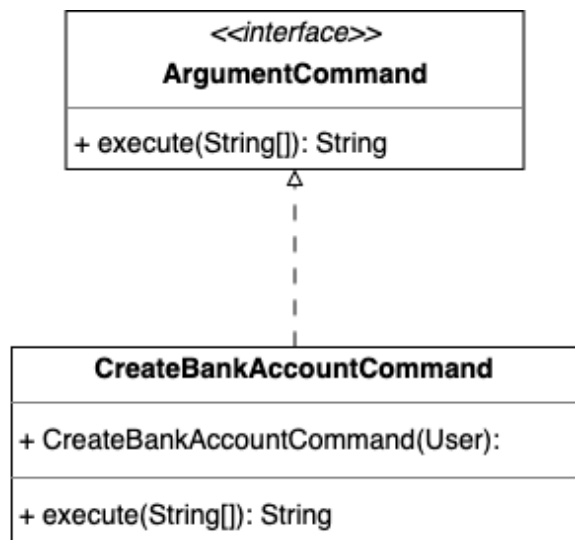 <<interface>>
ArgumentCommand
+ execute(String[]): String
CreateBankAccountCommand
+ CreateBankAccountCommand(User):
+ execute(String[]): String